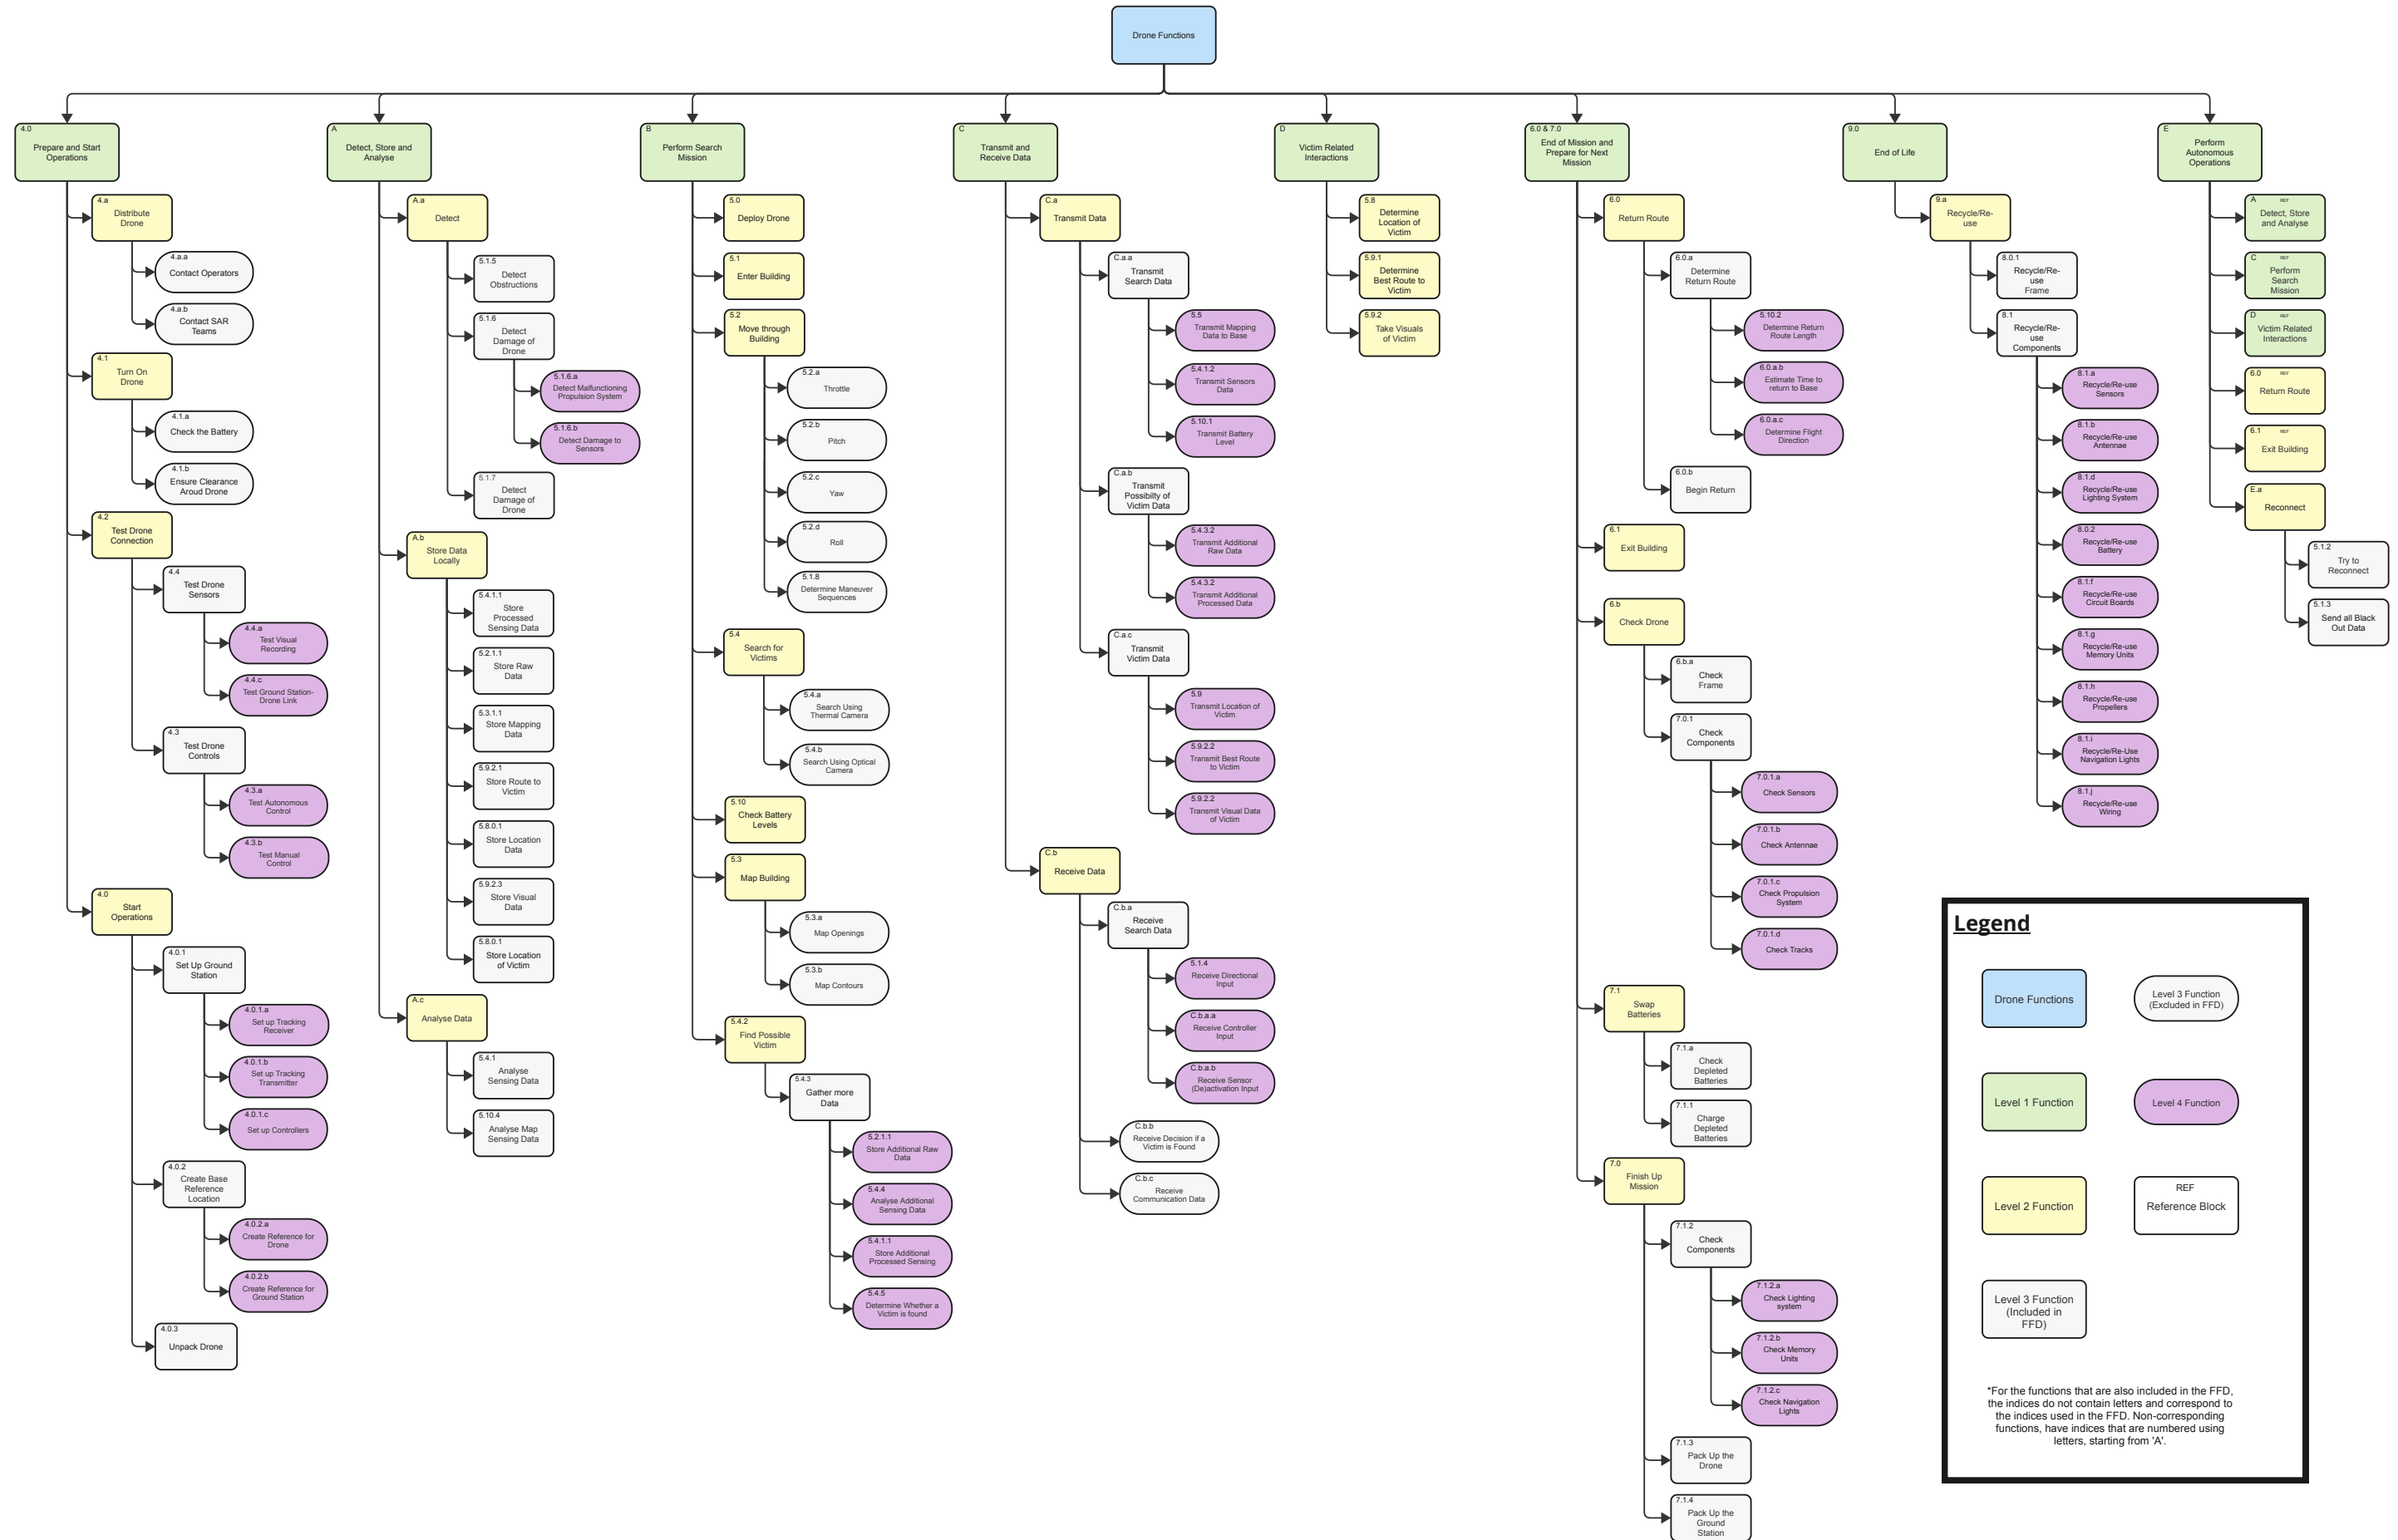 Drone Functions
4.0
Prepare and Start
Operations
4.a
Distribute
Drone
4.a.a
Contact Operators
4.a.b
Contact SAR
Teams
4.1
Turn On
Drone
4.1.a
Check the Battery
4.1.b
Ensure Clearance
Aroud Drone
4.2
Test Drone
Connection
4.4
Test Drone
Sensors
4.4.a
Test Visual
Recording
4.4.c
Test Ground Station-
Drone Link
4.3
Test Drone
Controls
4.3.a
Test Autonomous
Control
4.3.b
Test Manual
Control
4.0
Start
Operations
4.0.1
Set Up Ground
Station
4.0.1.a
Set up Tracking
Receiver
4.0.1.b
Set up Tracking
Transmitter
4.0.1.c
Set up Controllers
4.0.2
Create Base
Reference
Location
4.0.2.a
Create Reference for
Drone
4.0.2.b
Create Reference for
Ground Station
4.0.3
Unpack Drone
A
Detect, Store and
Analyse
A.a
Detect
5.1.5
Detect
Obstructions
5.1.6
Detect
Damage of
Drone
5.1.6.a
Detect Malfunctioning
Propulsion System
5.1.6.b
Detect Damage to
Sensors
5.1.7
Detect
Damage of
Drone
A.b
Store Data
Locally
5.4.1.1
Store
Processed
Sensing Data
5.2.1.1
Store Raw
Data
5.3.1.1
Store Mapping
Data
5.9.2.1
Store Route to
Victim
5.8.0.1
Store Location
Data
5.9.2.3
Store Visual
Data
5.8.0.1
Store Location
of Victim
A.c
Analyse Data
5.4.1
Analyse
Sensing Data
5.10.4
Analyse Map
Sensing Data
B
Perform Search
Mission
5.0
Deploy Drone
5.1
Enter Building
5.2
Move through
Building
5.2.a
Throttle
5.2.b
Pitch
5.2.c
Yaw
5.2.d
Roll
5.1.8
Determine Maneuver
Sequences
5.4
Search for
Victims
5.4.a
Search Using
Thermal Camera
5.4.b
Search Using Optical
Camera
5.10
Check Battery
Levels
5.3
Map Building
5.3.a
Map Openings
5.3.b
Map Contours
5.4.2
Find Possible
Victim
5.4.3
Gather more
Data
5.2.1.1
Store Additional Raw
Data
5.4.4
Analyse Additional
Sensing Data
5.4.1.1
Store Additional
Processed Sensing
5.4.5
Determine Whether a
Victim is found
C
Transmit and
Receive Data
C.a
Transmit Data
C.a.a
Transmit
Search Data
5.5
Transmit Mapping
Data to Base
5.4.1.2
Transmit Sensors
Data
5.10.1
Transmit Battery
Level
C.a.b
Transmit
Possibilty of
Victim Data
5.4.3.2
Transmit Additional
Raw Data
5.4.3.2
Transmit Additional
Processed Data
C.a.c
Transmit
Victim Data
5.9
Transmit Location of
Victim
5.9.2.2
Transmit Best Route
to Victim
5.9.2.2
Transmit Visual Data
of Victim
C.b
Receive Data
C.b.a
Receive
Search Data
5.1.4
Receive Directional
Input
C.b.a.a
Receive Controller
Input
C.b.a.b
Receive Sensor
(De)activation Input
C.b.b
Receive Decision if a
Victim is Found
C.b.c
Receive
Communication Data
D
Victim Related
Interactions
5.8
Determine
Location of
Victim
5.9.1
Determine
Best Route to
Victim
5.9.2
Take Visuals
of Victim
6.0 & 7.0
End of Mission and
Prepare for Next
Mission
6.0
Return Route
6.0.a
Determine
Return Route
5.10.2
Determine Return
Route Length
6.0.a.b
Estimate Time to
return to Base
6.0.a.c
Determine Flight
Direction
6.0.b
Begin Return
6.1
Exit Building
6.b
Check Drone
6.b.a
Check
Frame
7.0.1
Check
Components
7.0.1.a
Check Sensors
7.0.1.b
Check Antennae
7.0.1.c
Check Propulsion
System
7.0.1.d
Check Tracks
7.1
Swap
Batteries
7.1.a
Check
Depleted
Batteries
7.1.1
Charge
Depleted
Batteries
7.0
Finish Up
Mission
7.1.2
Check
Components
7.1.2.a
Check Lighting
system
7.1.2.b
Check Memory
Units
7.1.2.c
Check Navigation
Lights
7.1.3
Pack Up the
Drone
7.1.4
Pack Up the
Ground
Station
9.0
End of Life
9.a
Recycle/Re-
use
8.0.1
Recycle/Re-
use
Frame
8.1
Recycle/Re-
use
Components
8.1.a
Recycle/Re-use
Sensors
8.1.b
Recycle/Re-use
Antennae
8.1.d
Recycle/Re-use
Lighting System
8.0.2
Recycle/Re-use
Battery
8.1.f
Recycle/Re-use
Circuit Boards
8.1.g
Recycle/Re-use
Memory Units
8.1.h
Recycle/Re-use
Propellers
8.1.i
Recycle/Re-Use
Navigation Lights
8.1.j
Recycle/Re-use
Wiring
E
Perform
Autonomous
Operations
A REF
Detect, Store
and Analyse
C REF
Perform
Search
Mission
D REF
Victim Related
Interactions
6.0 REF
Return Route
6.1 REF
Exit Building
E.a
Reconnect
5.1.2
Try to
Reconnect
5.1.3
Send all Black
Out Data
Legend
Drone Functions
Level 3 Function
(Excluded in FFD)
Level 1 Function
Level 4 Function
Level 2 Function
REF
Reference Block
Level 3 Function
(Included in
FFD)
*For the functions that are also included in the FFD,
the indices do not contain letters and correspond to
the indices used in the FFD. Non-corresponding
functions, have indices that are numbered using
letters, starting from 'A'.